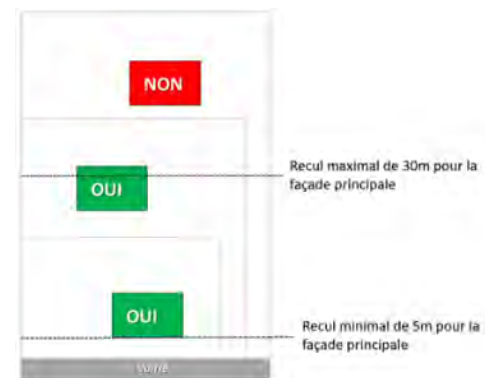 NON
Recul maximal de 30m pour la
façade principale
OUI
OUI
Recul minimal de 5m pour la
façade principale